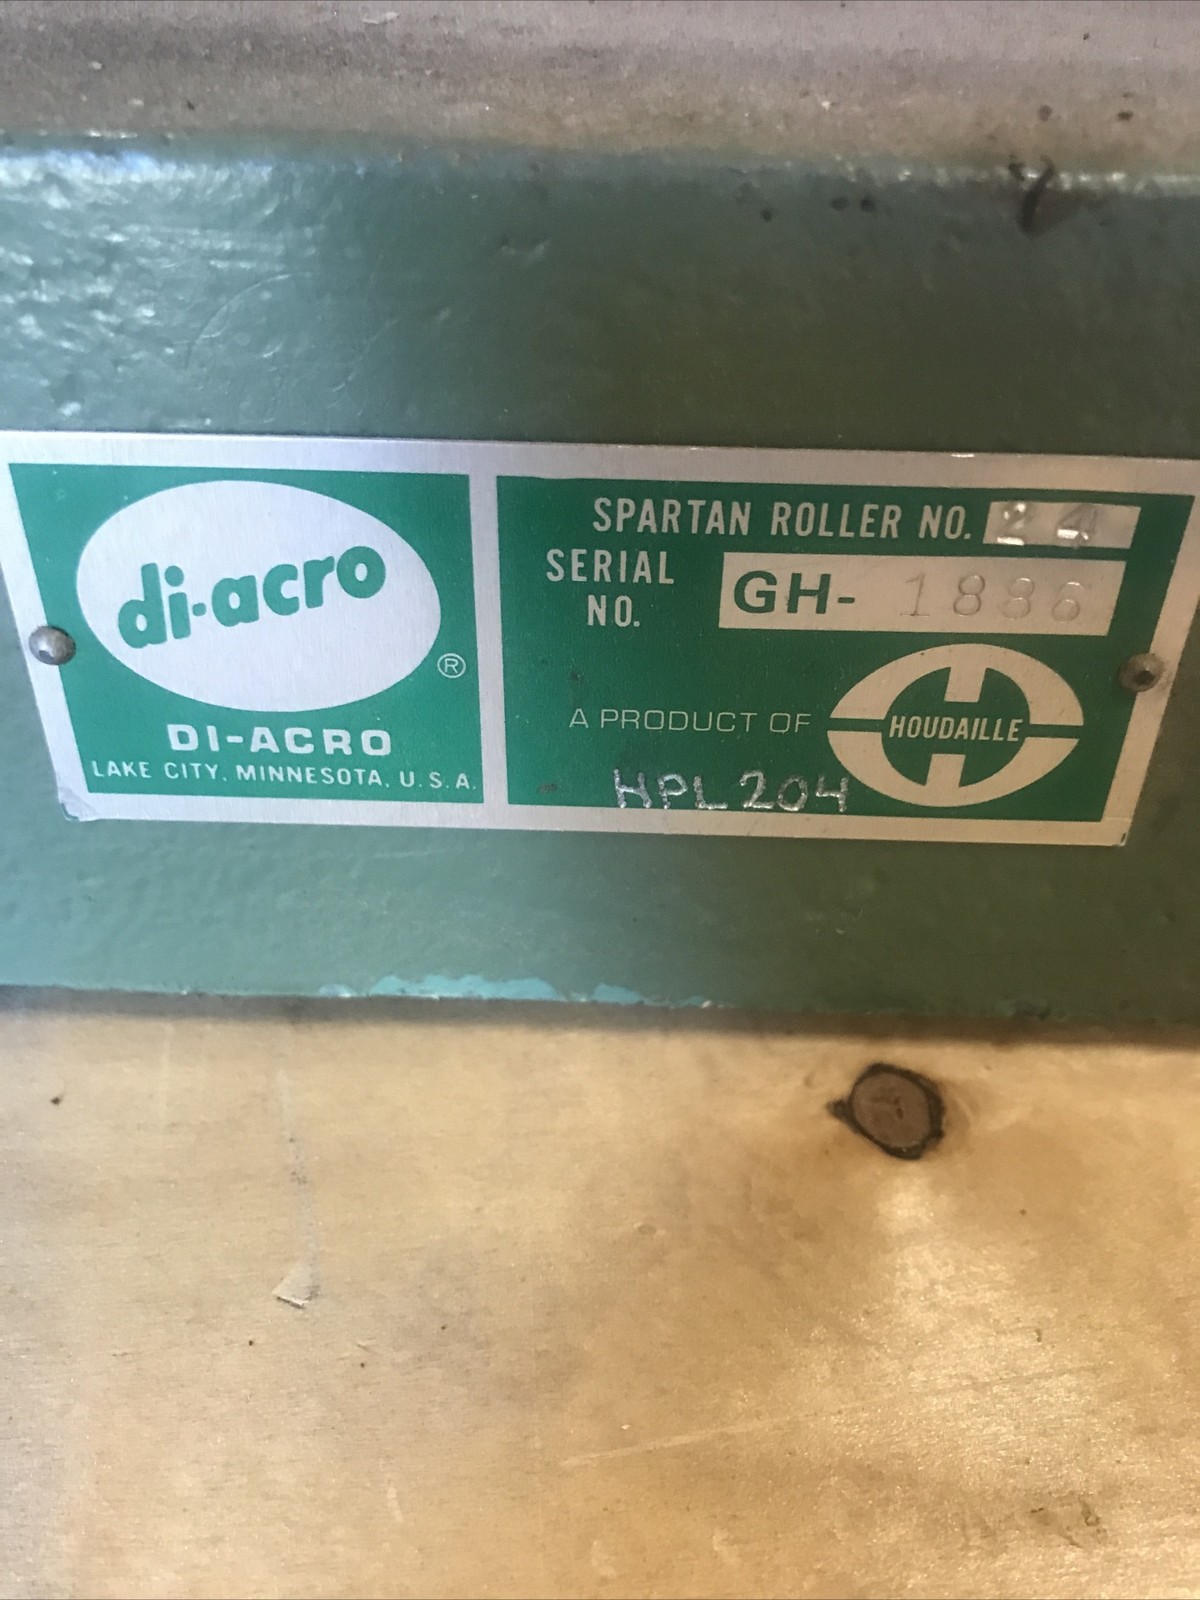 di-acro
®
DI-ACRO
LAKE CITY, MINNESOTA, U.S.A.
SPARTAN ROLLER NO. 24
SERIAL NO. GH- 1886
A PRODUCT OF HOUDAILLE
HPL 204